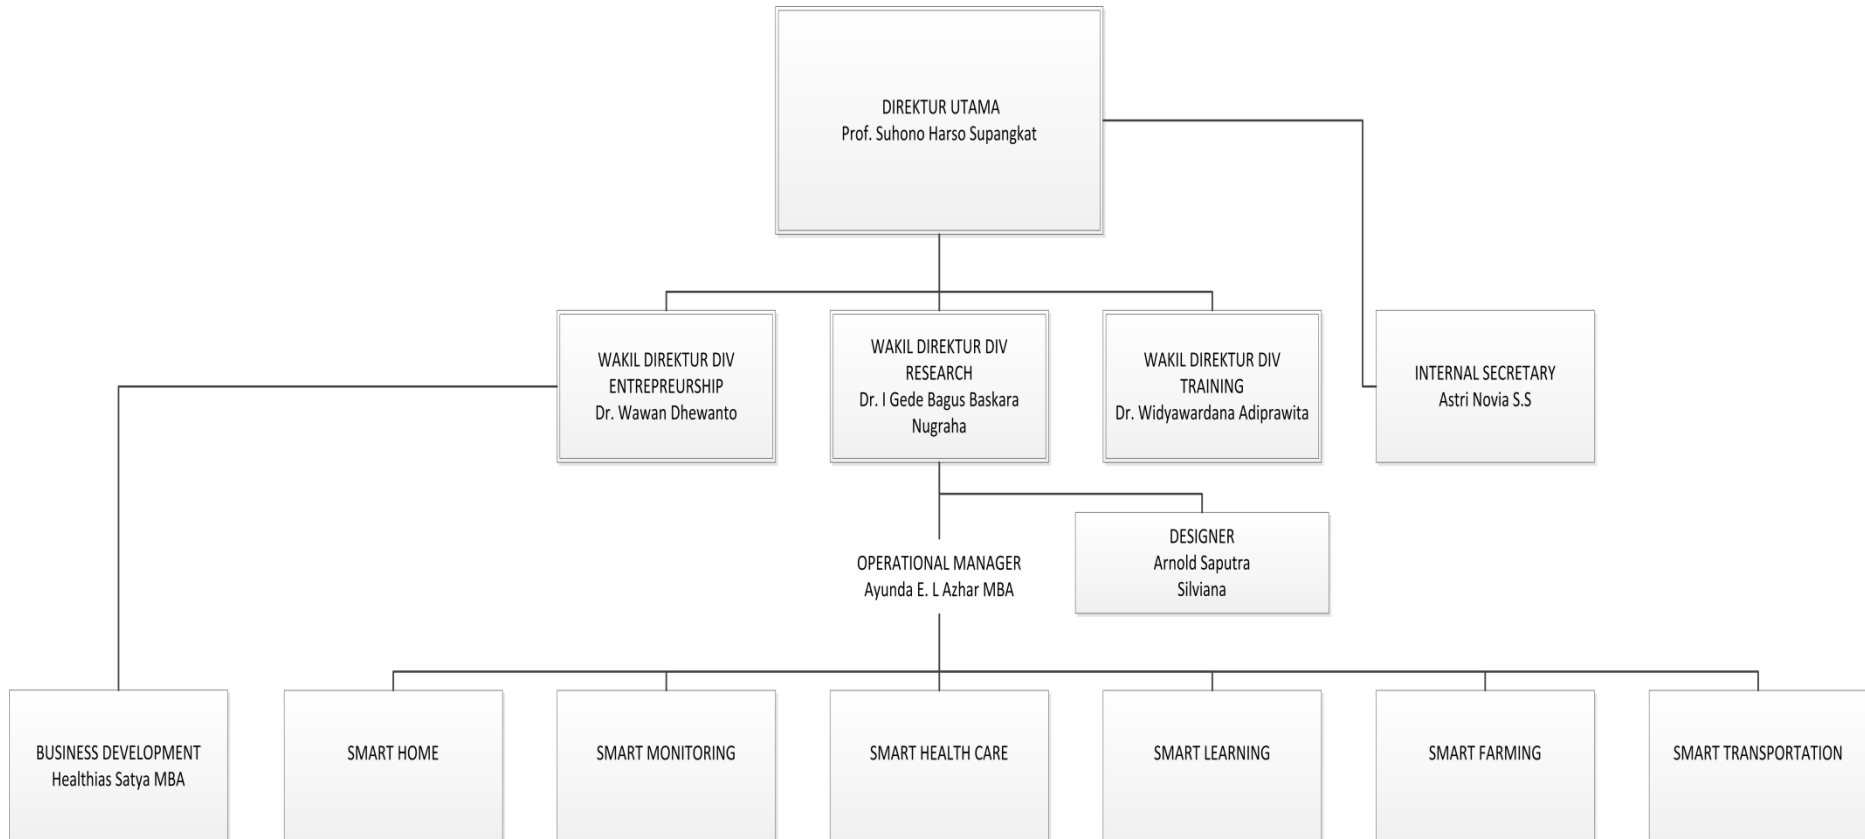 DIREKTUR UTAMA
Prof. Suhono Harso Supangkat
WAKIL DIREKTUR DIV
ENTREPREURSHIP
Dr. Wawan Dhewanto
WAKIL DIREKTUR DIV
RESEARCH
Dr. I Gede Bagus Baskara
Nugraha
WAKIL DIREKTUR DIV
TRAINING
Dr. Widyawardana Adiprawita
INTERNAL SECRETARY
Astri Novia S.S
OPERATIONAL MANAGER
Ayunda E. L Azhar MBA
DESIGNER
Arnold Saputra
Silviana
BUSINESS DEVELOPMENT
Healthias Satya MBA
SMART HOME
SMART MONITORING
SMART HEALTH CARE
SMART LEARNING
SMART FARMING
SMART TRANSPORTATION